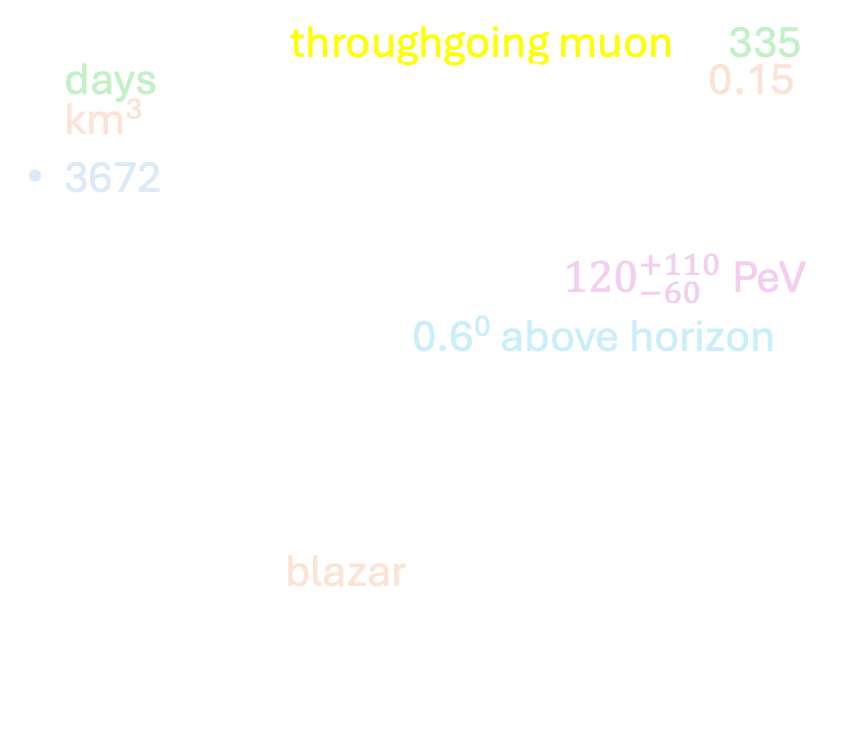 throughgoing muon 335
days 0.15
km³
• 3672
120 +110 −60 PeV
0.6⁰ above horizon
blazar